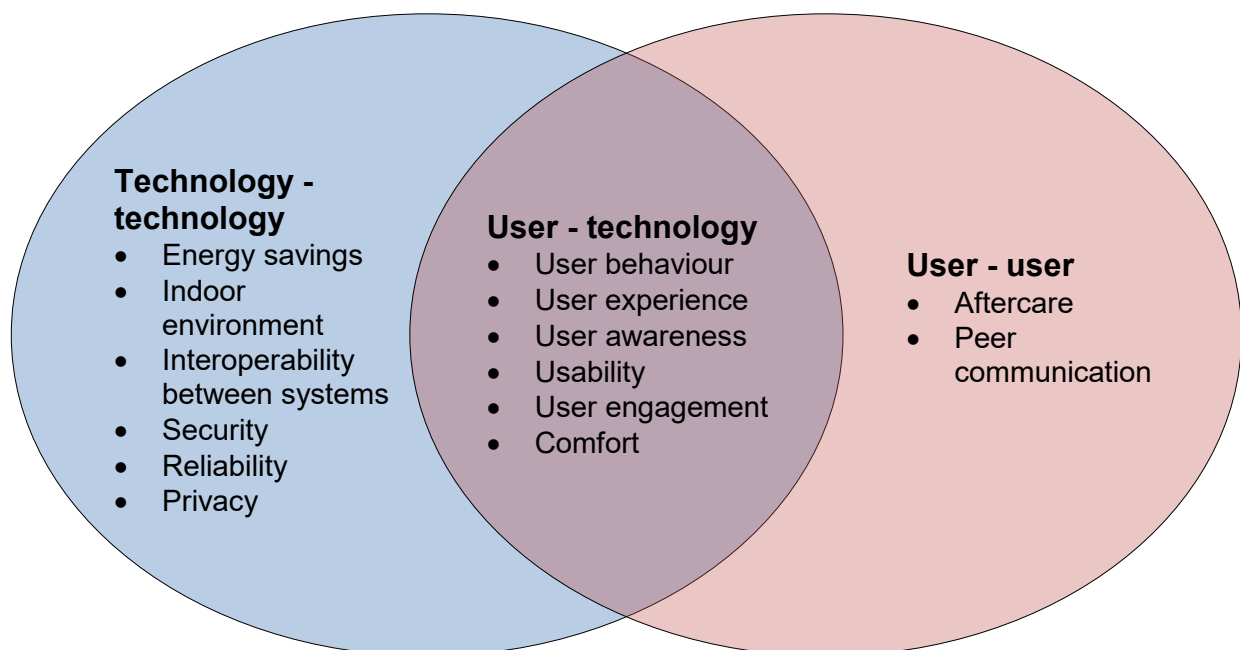 Technology -
technology
• Energy savings
• Indoor
environment
• Interoperability
between systems
• Security
• Reliability
• Privacy
User - technology
• User behaviour
• User experience
• User awareness
• Usability
• User engagement
• Comfort
User - user
• Aftercare
• Peer
communication